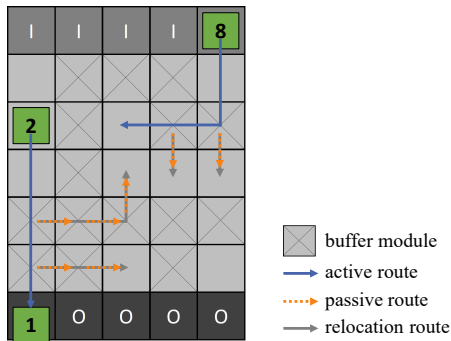 I I I I 8
2
1 O O O O
buffer module
active route
passive route
relocation route